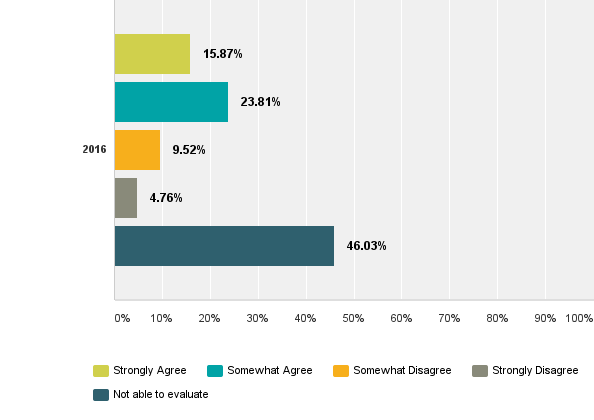 15.87%
23.81%
2016
9.52%
4.76%
46.03%
0% 10% 20% 30% 40% 50% 60% 70% 80% 90% 100%
Strongly Agree Somewhat Agree Somewhat Disagree Strongly Disagree
Not able to evaluate